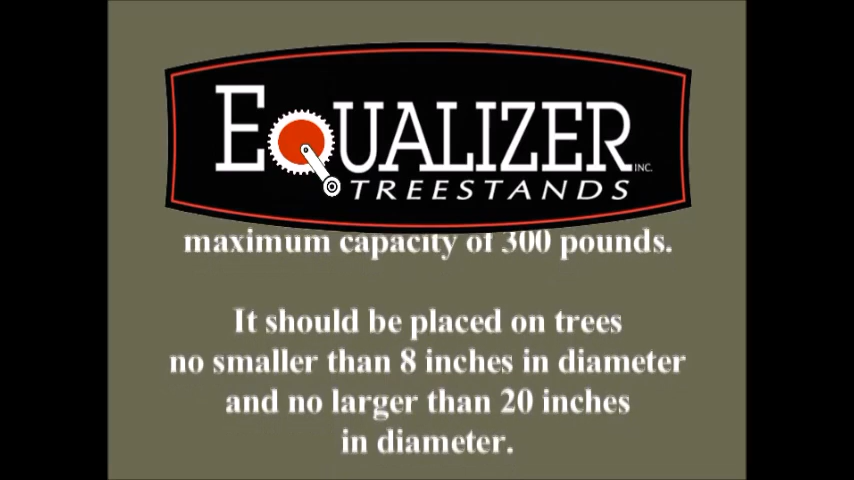 EQUALIZER INC.
TREESTANDS
maximum capacity of 300 pounds.
It should be placed on trees
no smaller than 8 inches in diameter
and no larger than 20 inches
in diameter.